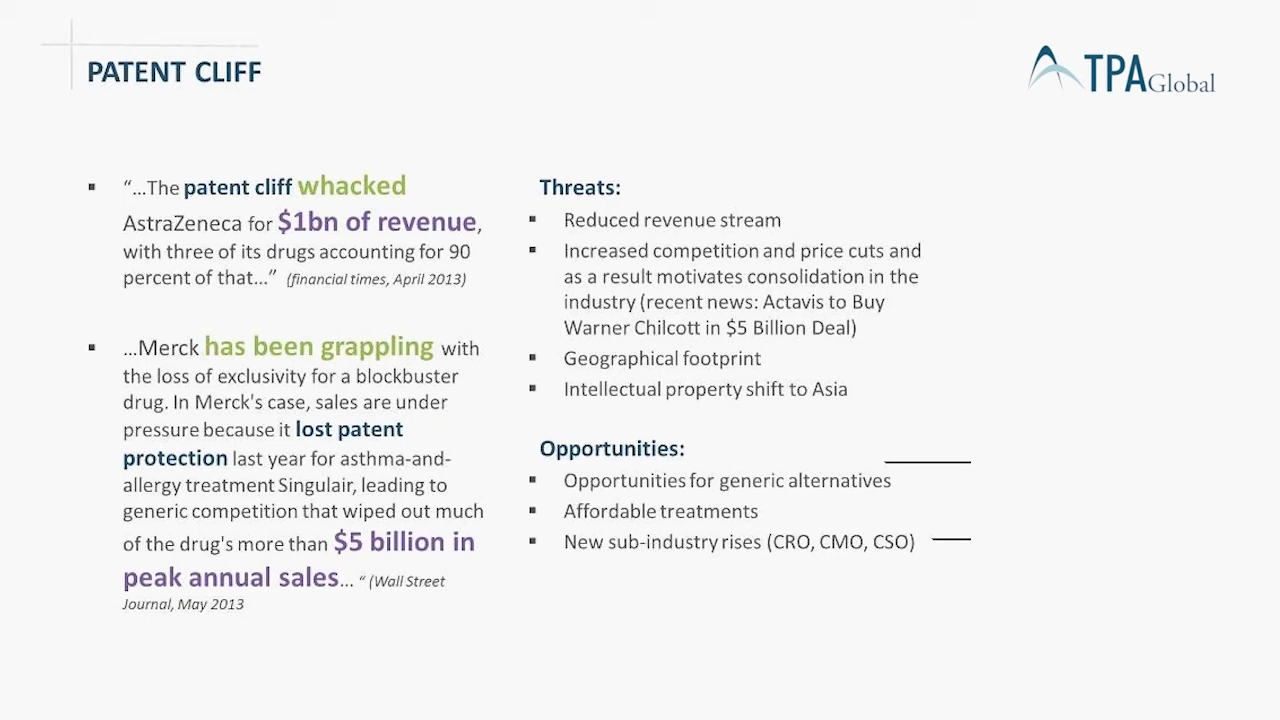 PATENT CLIFF
TPA Global
“…The patent cliff whacked
AstraZeneca for $1bn of revenue,
with three of its drugs accounting for 90
percent of that…” (financial times, April 2013)
…Merck has been grappling with
the loss of exclusivity for a blockbuster
drug. In Merck's case, sales are under
pressure because it lost patent
protection last year for asthma-and-
allergy treatment Singulair, leading to
generic competition that wiped out much
of the drug's more than $5 billion in
peak annual sales… “ (Wall Street
Journal, May 2013
Threats:
Reduced revenue stream
Increased competition and price cuts and
as a result motivates consolidation in the
industry (recent news: Actavis to Buy
Warner Chilcott in $5 Billion Deal)
Geographical footprint
Intellectual property shift to Asia
Opportunities:
Opportunities for generic alternatives
Affordable treatments
New sub-industry rises (CRO, CMO, CSO)